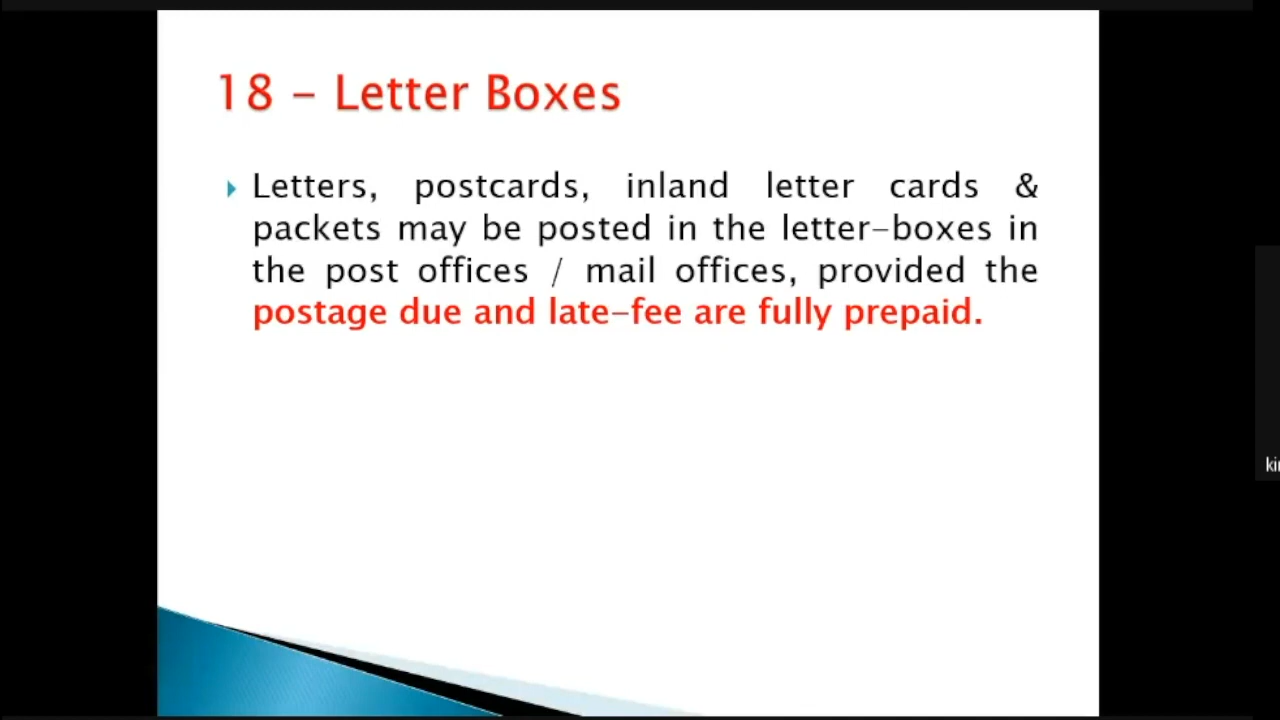 18 – Letter Boxes
Letters, postcards, inland letter cards &
packets may be posted in the letter–boxes in
the post offices / mail offices, provided the
postage due and late–fee are fully prepaid.